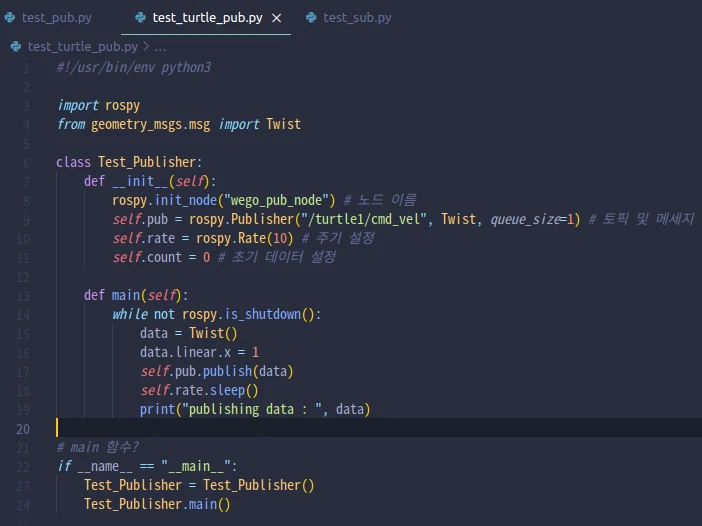 test_pub.py test_turtle_pub.py × test_sub.py
test_turtle_pub.py > ...
1 #!/usr/bin/env python3
2
3 import rospy
4 from geometry_msgs.msg import Twist
5
6 class Test_Publisher:
7     def __init__(self):
8         rospy.init_node("wego_pub_node") # 노드 이름
9         self.pub = rospy.Publisher("/turtle1/cmd_vel", Twist, queue_size=1) # 토픽 및 메세지
10         self.rate = rospy.Rate(10) # 주기 설정
11         self.count = 0 # 초기 데이터 설정
12
13     def main(self):
14         while not rospy.is_shutdown():
15             data = Twist()
16             data.linear.x = 1
17             self.pub.publish(data)
18             self.rate.sleep()
19             print("publishing data : ", data)
20
21 # main 함수?
22 if __name__ == "__main__":
23     Test_Publisher = Test_Publisher()
24     Test_Publisher.main()